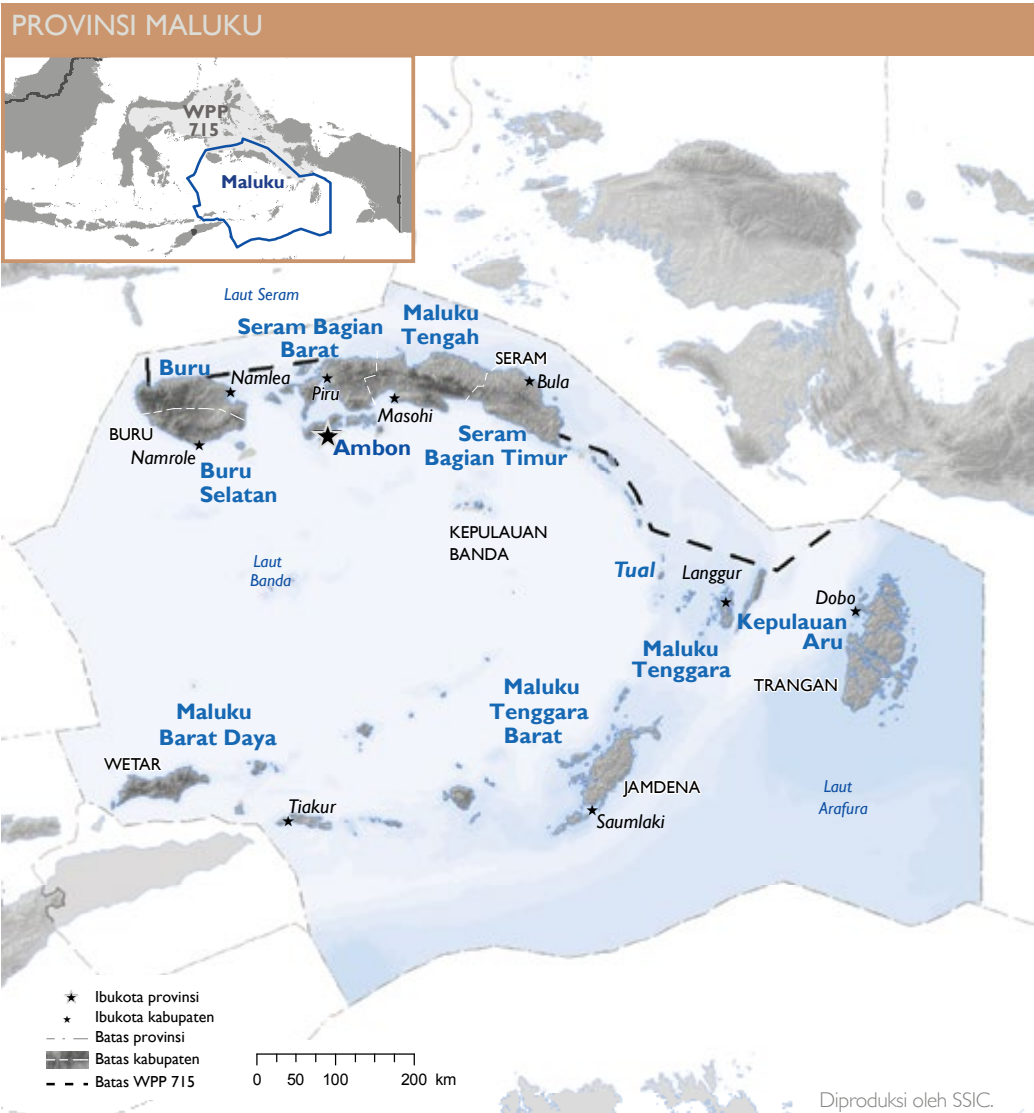 PROVINSI MALUKU
WPP
715
Maluku
Laut Seram
Maluku
Tengah
Seram Bagian
Barat
SERAM
Buru
Namlea
Piru
Bula
Masohi
BURU
Namrole
Ambon
Seram
Bagian Timur
Buru
Selatan
KEPULAUAN
BANDA
Laut
Banda
Tual
Langgur
Dobo
Kepulauan
Aru
Maluku
Tenggara
TRANGAN
Maluku
Tenggara
Barat
Maluku
Barat Daya
WETAR
JAMDENA
Laut
Arafura
Tiakur
Saumlaki
Ibukota provinsi
Ibukota kabupaten
Batas provinsi
Batas kabupaten
Batas WPP 715
0 50 100 200 km
Diproduksi oleh SSIC.